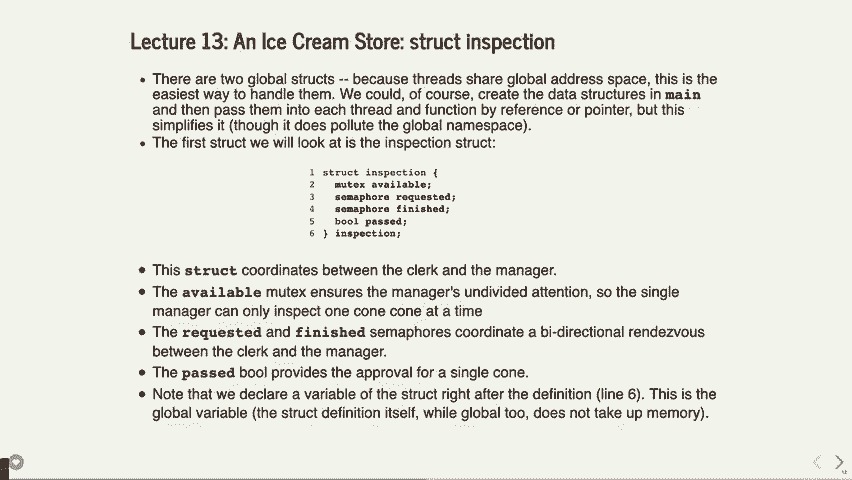 Lecture 13: An Ice Cream Store: struct inspection
• There are two global structs -- because threads share global address space, this is the
easiest way to handle them. We could, of course, create the data structures in main
and then pass them into each thread and function by reference or pointer, but this
simplifies it (though it does pollute the global namespace).
• The first struct we will look at is the inspection struct:
1 struct inspection {
2 mutex available;
3 semaphore requested;
4 semaphore finished;
5 bool passed;
6 } inspection;
• This struct coordinates between the clerk and the manager.
• The available mutex ensures the manager's undivided attention, so the single
manager can only inspect one cone cone at a time
• The requested and finished semaphores coordinate a bi-directional rendezvous
between the clerk and the manager.
• The passed bool provides the approval for a single cone.
• Note that we declare a variable of the struct right after the definition (line 6). This is the
global variable (the struct definition itself, while global too, does not take up memory).